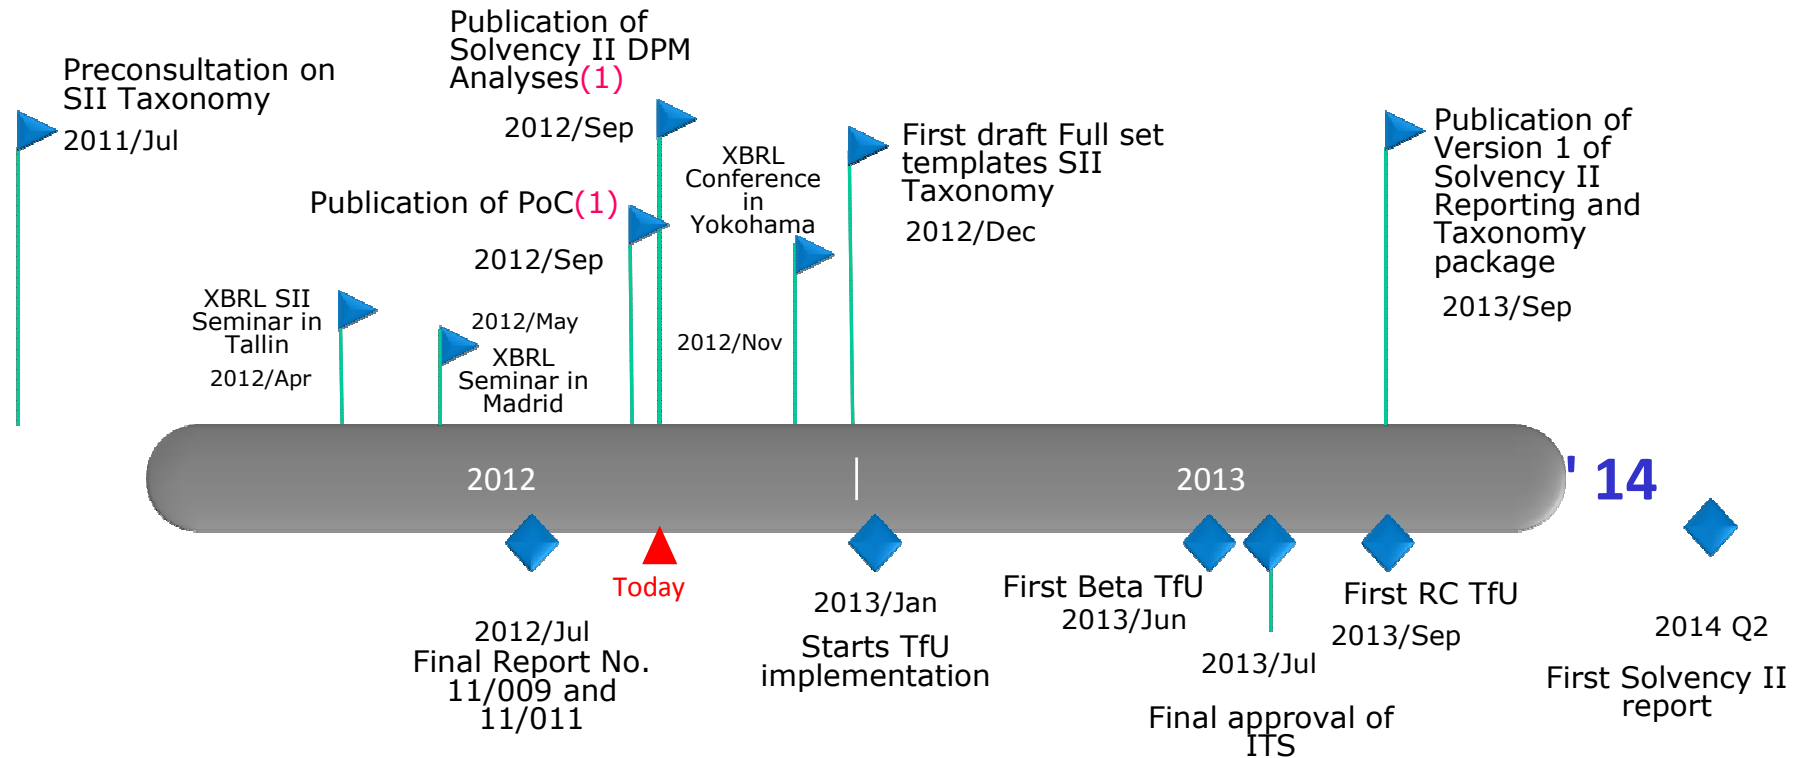 Publication of
Solvency II DPM
Analyses(1)
2012/Sep
Preconsultation on
SII Taxonomy
2011/Jul
Publication of PoC(1)
2012/Sep
XBRL
Conference
in
Yokohama
2012/Nov
First draft Full set
templates SII
Taxonomy
2012/Dec
Publication of
Version 1 of
Solvency II
Reporting and
Taxonomy
package
2013/Sep
XBRL SII
Seminar in
Tallin
2012/Apr
2012/May
XBRL
Seminar in
Madrid
2012
2013
' 14
Today
2012/Jul
Final Report No.
11/009 and
11/011
2013/Jan
Starts TfU
implementation
First Beta TfU
2013/Jun
2013/Jul
Final approval of
ITS
First RC TfU
2013/Sep
2014 Q2
First Solvency II
report